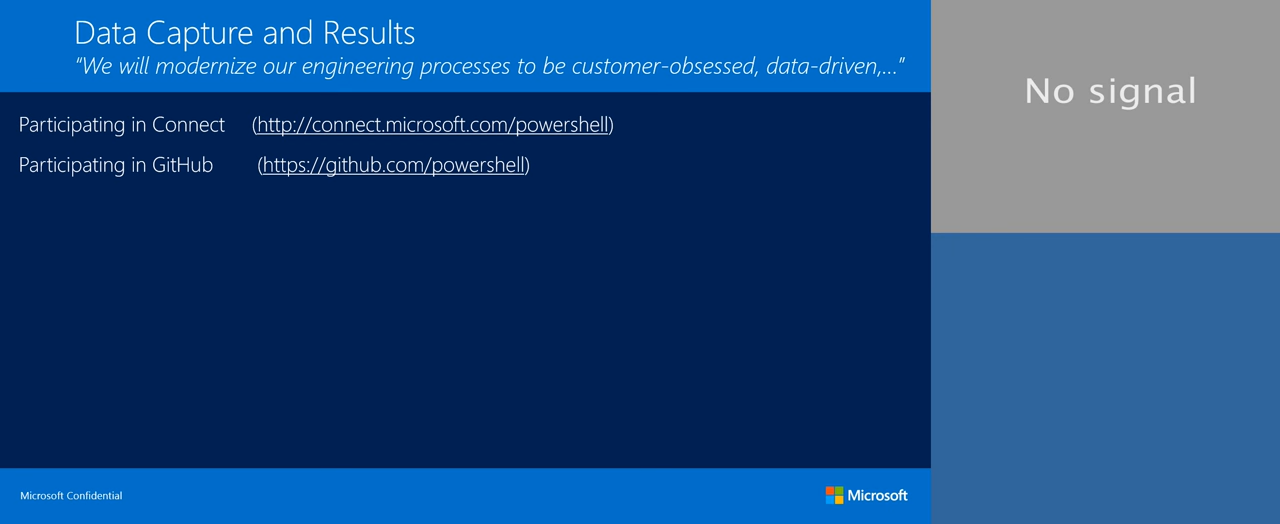 Data Capture and Results
“We will modernize our engineering processes to be customer-obsessed, data-driven,...”
Participating in Connect (http://connect.microsoft.com/powershell)
Participating in GitHub (https://github.com/powershell)
No signal
Microsoft Confidential
Microsoft